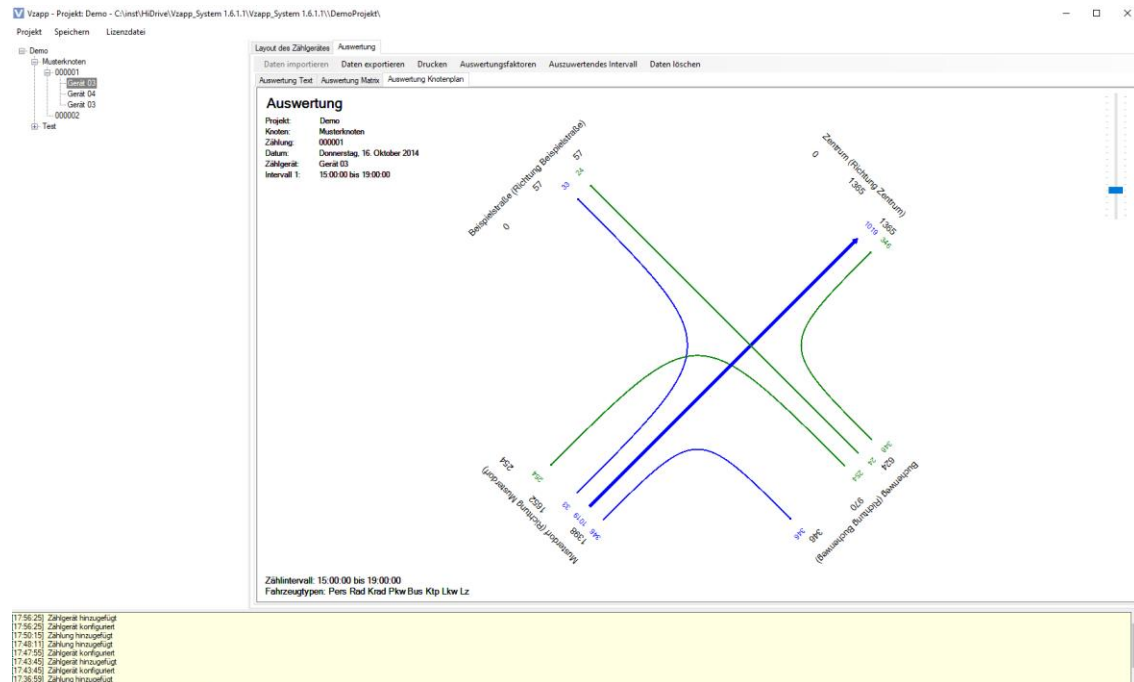 Vzapp - Projekt: Demo - C:\inst\HiDrive\Vzapp_System 1.6.1.1\Vzapp_System 1.6.1.1\\DemoProjekt\
Projekt Speichern Lizenzdatei
Demo
Musterknoten
000001
Gerät 03
Gerät 04
Gerät 03
000002
Test
Layout des Zählgerätes Auswertung
Daten importieren Daten exportieren Drucken Auswertungsfaktoren Auszuwertendes Intervall Daten löschen
Auswertung Text Auswertung Matrix Auswertung Knotenplan
Auswertung
Projekt: Demo
Knoten: Musterknoten
Zählung: 000001
Datum: Donnerstag, 16. Oktober 2014
Zählgerät: Gerät 03
Intervall 1: 15:00:00 bis 19:00:00
Beispielstraße (Richtung Beispielstraße)
0
57
57
33
24
Zentrum (Richtung Zentrum)
0
1365
1365
1019
346
Musterdorf (Richtung Musterdorf)
254
1652
1398
264
33
1019
346
Buchenweg (Richtung Buchenweg)
624
970
346
346
24
254
346
Zählintervall: 15:00:00 bis 19:00:00
Fahrzeugtypen: Pers Rad Krad Pkw Bus Ktp Lkw Lz
[17:56:25] Zählgerät hinzugefügt
[17:56:25] Zählgerät konfiguriert
[17:50:15] Zählung hinzugefügt
[17:48:11] Zählung hinzugefügt
[17:47:55] Zählgerät konfiguriert
[17:43:45] Zählgerät hinzugefügt
[17:43:45] Zählgerät konfiguriert
[17:36:59] Zählung hinzugefügt